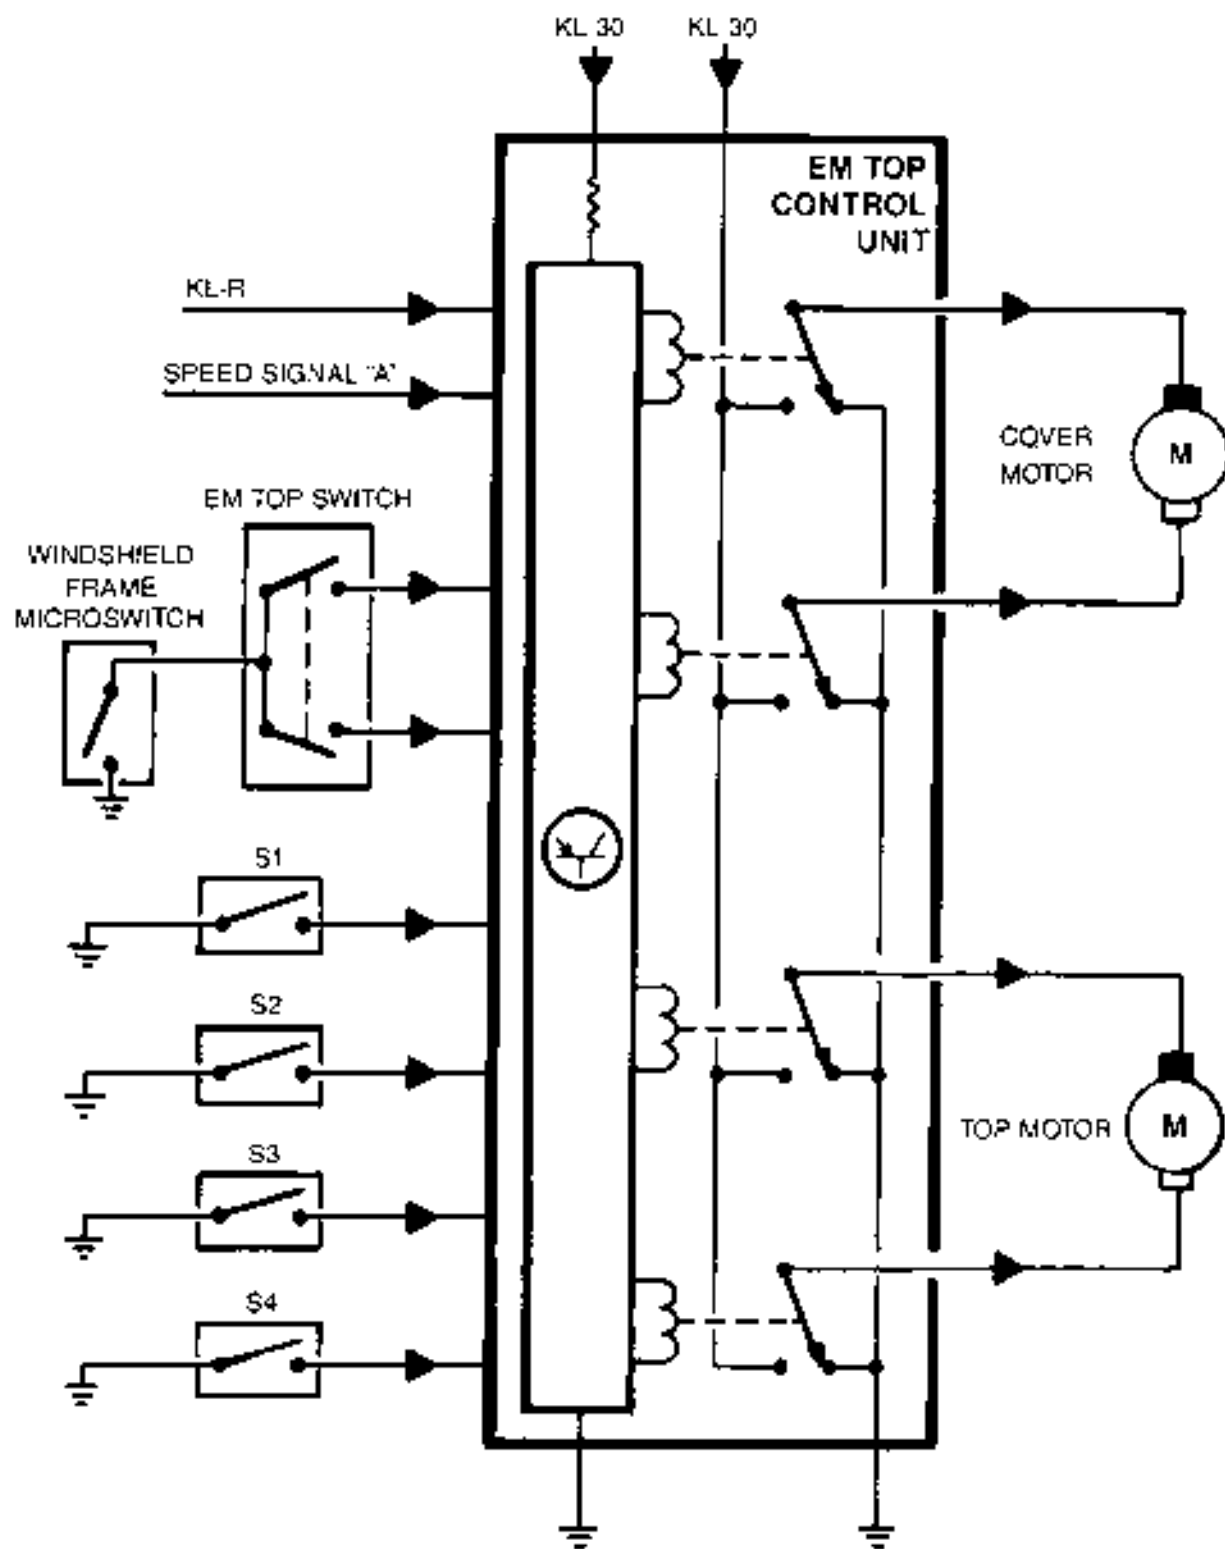 KL 30 KL 30
EM TOP
CONTROL
UNIT
KL-R
SPEED SIGNAL "A"
EM TOP SWITCH
WINDSHIELD
FRAME
MICROSWITCH
COVER
MOTOR
M
S1
S2
S3
S4
TOP MOTOR
M